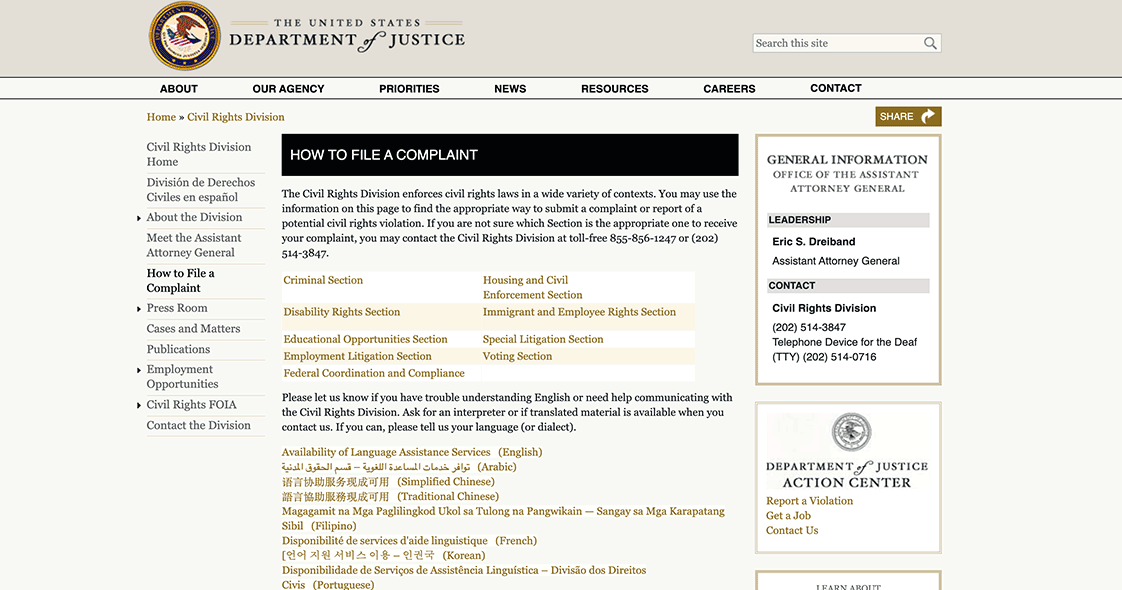 THE UNITED STATES
DEPARTMENT of JUSTICE
Search this site
ABOUT
OUR AGENCY
PRIORITIES
NEWS
RESOURCES
CAREERS
CONTACT
Home » Civil Rights Division
SHARE
Civil Rights Division
Home
División de Derechos
Civiles en español
About the Division
Meet the Assistant
Attorney General
How to File a
Complaint
Press Room
Cases and Matters
Publications
Employment
Opportunities
Civil Rights FOIA
Contact the Division
HOW TO FILE A COMPLAINT
The Civil Rights Division enforces civil rights laws in a wide variety of contexts. You may use the
information on this page to find the appropriate way to submit a complaint or report of a
potential civil rights violation. If you are not sure which Section is the appropriate one to receive
your complaint, you may contact the Civil Rights Division at toll-free 855-856-1247 or (202)
514-3847.
Criminal Section
Housing and Civil
Enforcement Section
Disability Rights Section
Immigrant and Employee Rights Section
Educational Opportunities Section
Special Litigation Section
Employment Litigation Section
Voting Section
Federal Coordination and Compliance
Please let us know if you have trouble understanding English or need help communicating with
the Civil Rights Division. Ask for an interpreter or if translated material is available when you
contact us. If you can, please tell us your language (or dialect).
Availability of Language Assistance Services (English)
توافر خدمات المساعدة اللغوية – قسم الحقوق المدنية (Arabic)
语言协助服务现成可用 (Simplified Chinese)
語言協助服務現成可用 (Traditional Chinese)
Magagamit na Mga Paglilingkod Ukol sa Tulong na Pangwikain — Sangay sa Mga Karapatang
Sibil (Filipino)
Disponibilité de services d'aide linguistique (French)
[언어 지원 서비스 이용 – 인권국 (Korean)
Disponibilidade de Serviços de Assistência Linguística – Divisão dos Direitos
Civis (Portuguese)
GENERAL INFORMATION
OFFICE OF THE ASSISTANT
ATTORNEY GENERAL
LEADERSHIP
Eric S. Dreiband
Assistant Attorney General
CONTACT
Civil Rights Division
(202) 514-3847
Telephone Device for the Deaf
(TTY) (202) 514-0716
DEPARTMENT of JUSTICE
ACTION CENTER
Report a Violation
Get a Job
Contact Us
LEARN ABOUT